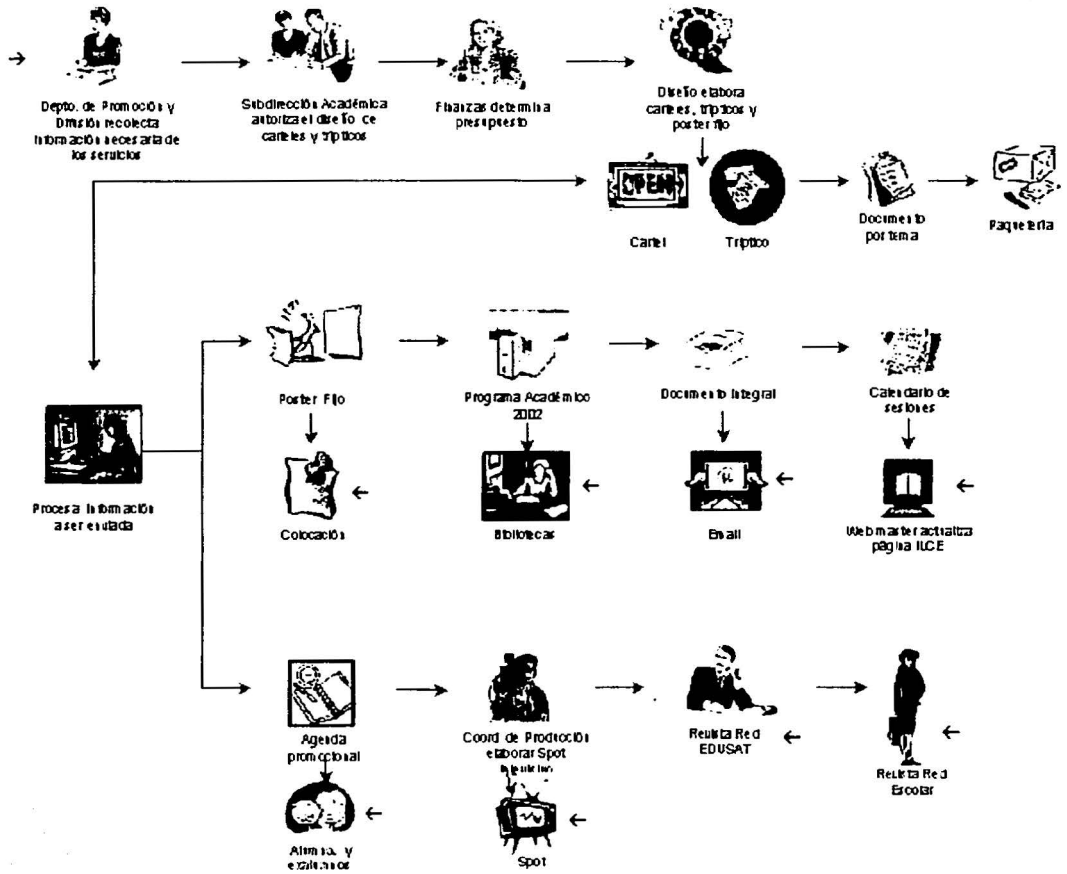 Depto. de Promoción y
Difusión recolecta
información necesaria de
los servicios
Subdirección Académica
autoriza el diseño de
carteles y trípticos
Finanzas determina
presupuesto
Diseño elabora
carteles, trípticos y
poster fijo
OPEN
Cartel
Tríptico
Documento
por tema
Paquetería
Poster Fijo
Programa Académico
2002
Documento Integral
Calendario de
sesiones
Procesa Información
a ser enviada
Colocación
Bibliotecas
Email
Webmaster actualiza
página ILCE
Agenda
promocional
Coord. de Producción
elaborar Spot
televisivo
Revista Red
EDUSAT
Revista Red
Escolar
Alumnos y
exalumnos
Spot